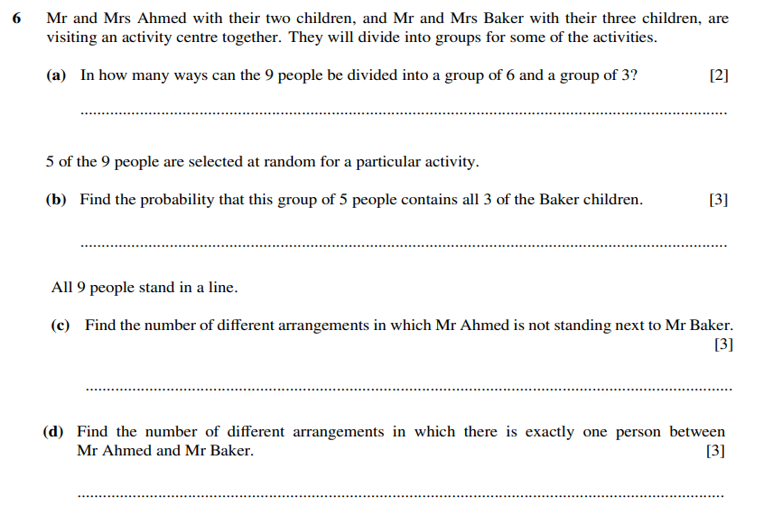 6 Mr and Mrs Ahmed with their two children, and Mr and Mrs Baker with their three children, are
visiting an activity centre together. They will divide into groups for some of the activities.
(a) In how many ways can the 9 people be divided into a group of 6 and a group of 3? [2]
5 of the 9 people are selected at random for a particular activity.
(b) Find the probability that this group of 5 people contains all 3 of the Baker children. [3]
All 9 people stand in a line.
(c) Find the number of different arrangements in which Mr Ahmed is not standing next to Mr Baker.
[3]
(d) Find the number of different arrangements in which there is exactly one person between
Mr Ahmed and Mr Baker. [3]